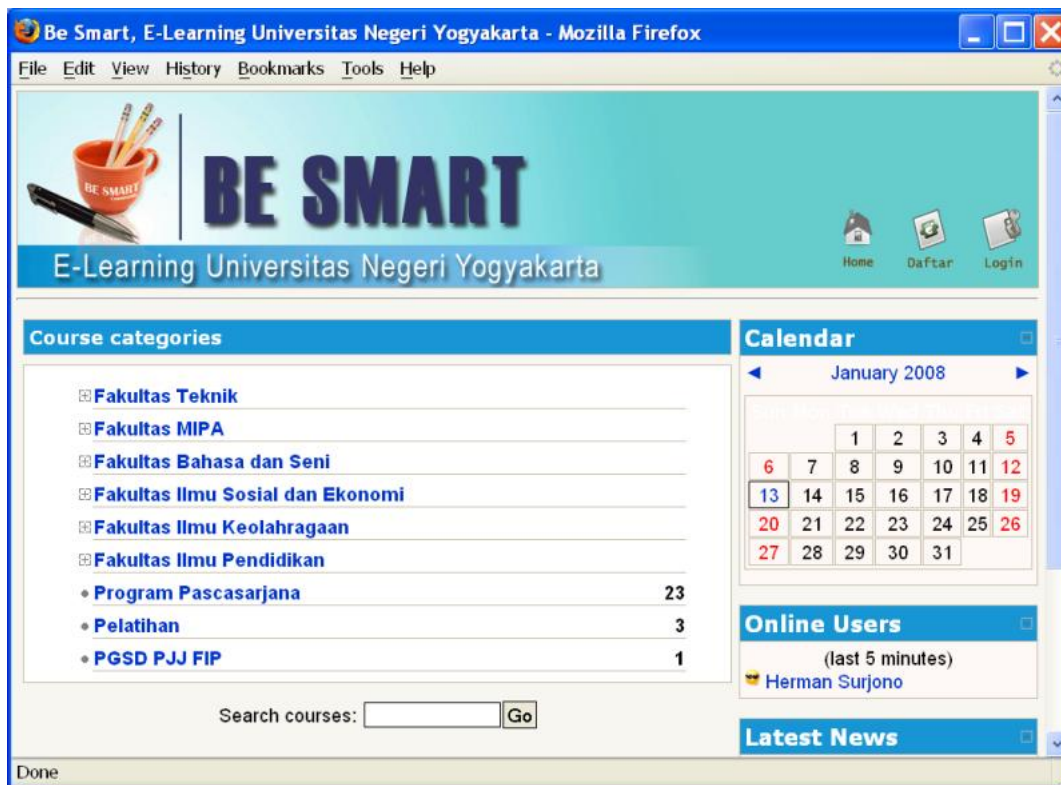 Be Smart, E-Learning Universitas Negeri Yogyakarta - Mozilla Firefox
File Edit View History Bookmarks Tools Help
BE SMART
BE SMART
E-Learning Universitas Negeri Yogyakarta
Home Daftar Login
Course categories
Fakultas Teknik
Fakultas MIPA
Fakultas Bahasa dan Seni
Fakultas Ilmu Sosial dan Ekonomi
Fakultas Ilmu Keolahragaan
Fakultas Ilmu Pendidikan
Program Pascasarjana 23
Pelatihan 3
PGSD PJJ FIP 1
Search courses: Go
Calendar
January 2008
1 2 3 4 5
6 7 8 9 10 11 12
13 14 15 16 17 18 19
20 21 22 23 24 25 26
27 28 29 30 31
Online Users
(last 5 minutes)
Herman Surjono
Latest News
Done